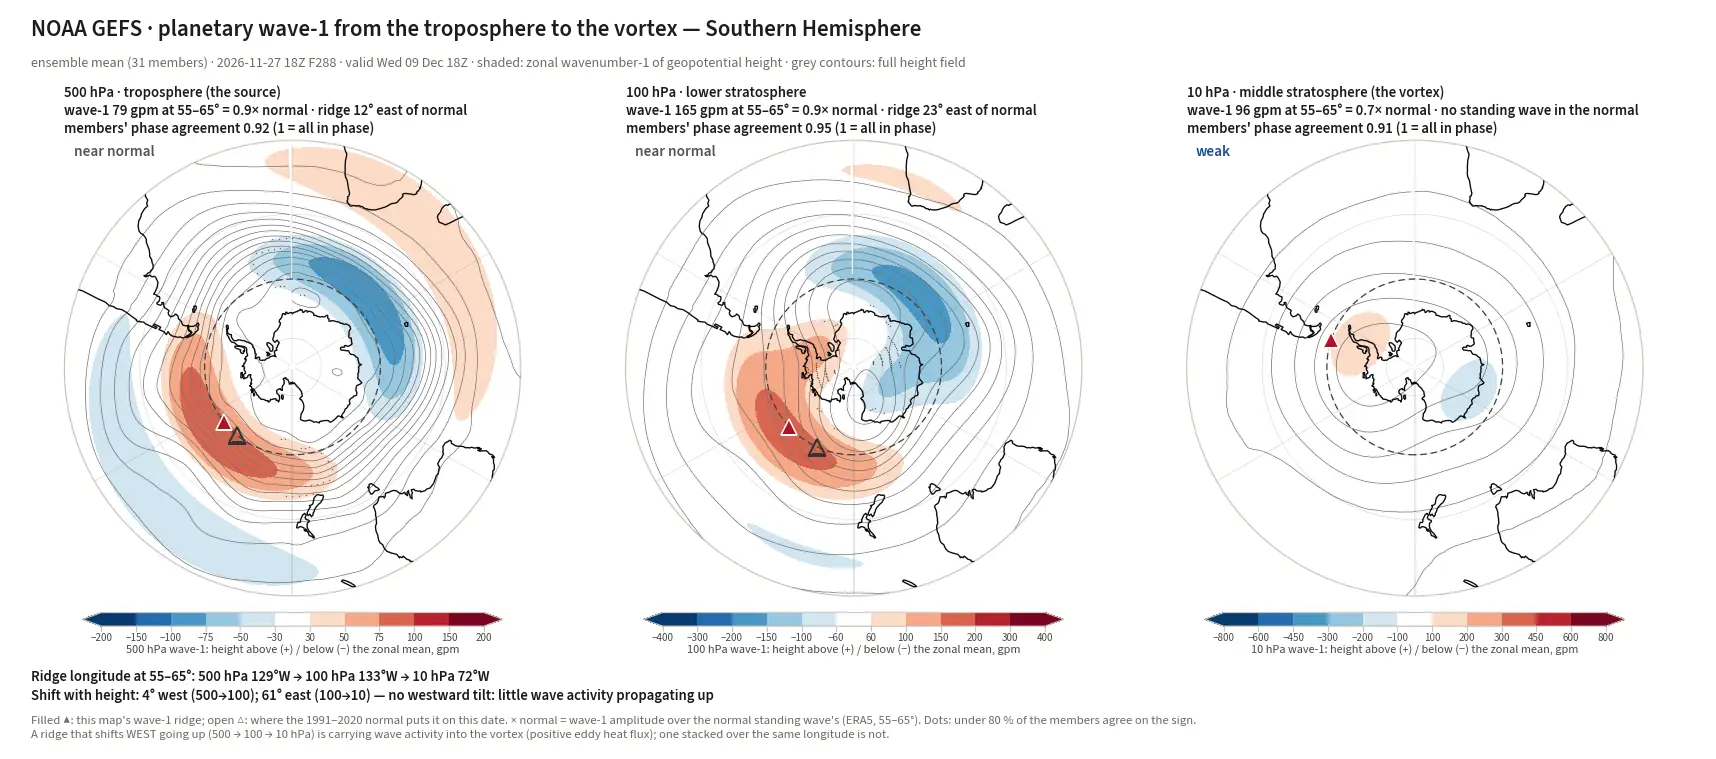 NOAA GEFS · planetary wave-1 from the troposphere to the vortex — Southern Hemisphere
ensemble mean (31 members) · 2026-11-27 18Z F288 · valid Wed 09 Dec 18Z · shaded: zonal wavenumber-1 of geopotential height · grey contours: full height field
500 hPa · troposphere (the source)
wave-1 79 gpm at 55–65° = 0.9× normal · ridge 12° east of normal
members' phase agreement 0.92 (1 = all in phase)
near normal
100 hPa · lower stratosphere
wave-1 165 gpm at 55–65° = 0.9× normal · ridge 23° east of normal
members' phase agreement 0.95 (1 = all in phase)
near normal
10 hPa · middle stratosphere (the vortex)
wave-1 96 gpm at 55–65° = 0.7× normal · no standing wave in the normal
members' phase agreement 0.91 (1 = all in phase)
weak
−200 −150 −100 −75 −50 −30 30 50 75 100 150 200
500 hPa wave-1: height above (+) / below (−) the zonal mean, gpm
−400 −300 −200 −150 −100 −60 60 100 150 200 300 400
100 hPa wave-1: height above (+) / below (−) the zonal mean, gpm
−800 −600 −450 −300 −200 −100 100 200 300 450 600 800
10 hPa wave-1: height above (+) / below (−) the zonal mean, gpm
Ridge longitude at 55–65°: 500 hPa 129°W → 100 hPa 133°W → 10 hPa 72°W
Shift with height: 4° west (500→100); 61° east (100→10) — no westward tilt: little wave activity propagating up
Filled ▲: this map's wave-1 ridge; open △: where the 1991–2020 normal puts it on this date. × normal = wave-1 amplitude over the normal standing wave's (ERA5, 55–65°). Dots: under 80 % of the members agree on the sign.
A ridge that shifts WEST going up (500 → 100 → 10 hPa) is carrying wave activity into the vortex (positive eddy heat flux); one stacked over the same longitude is not.